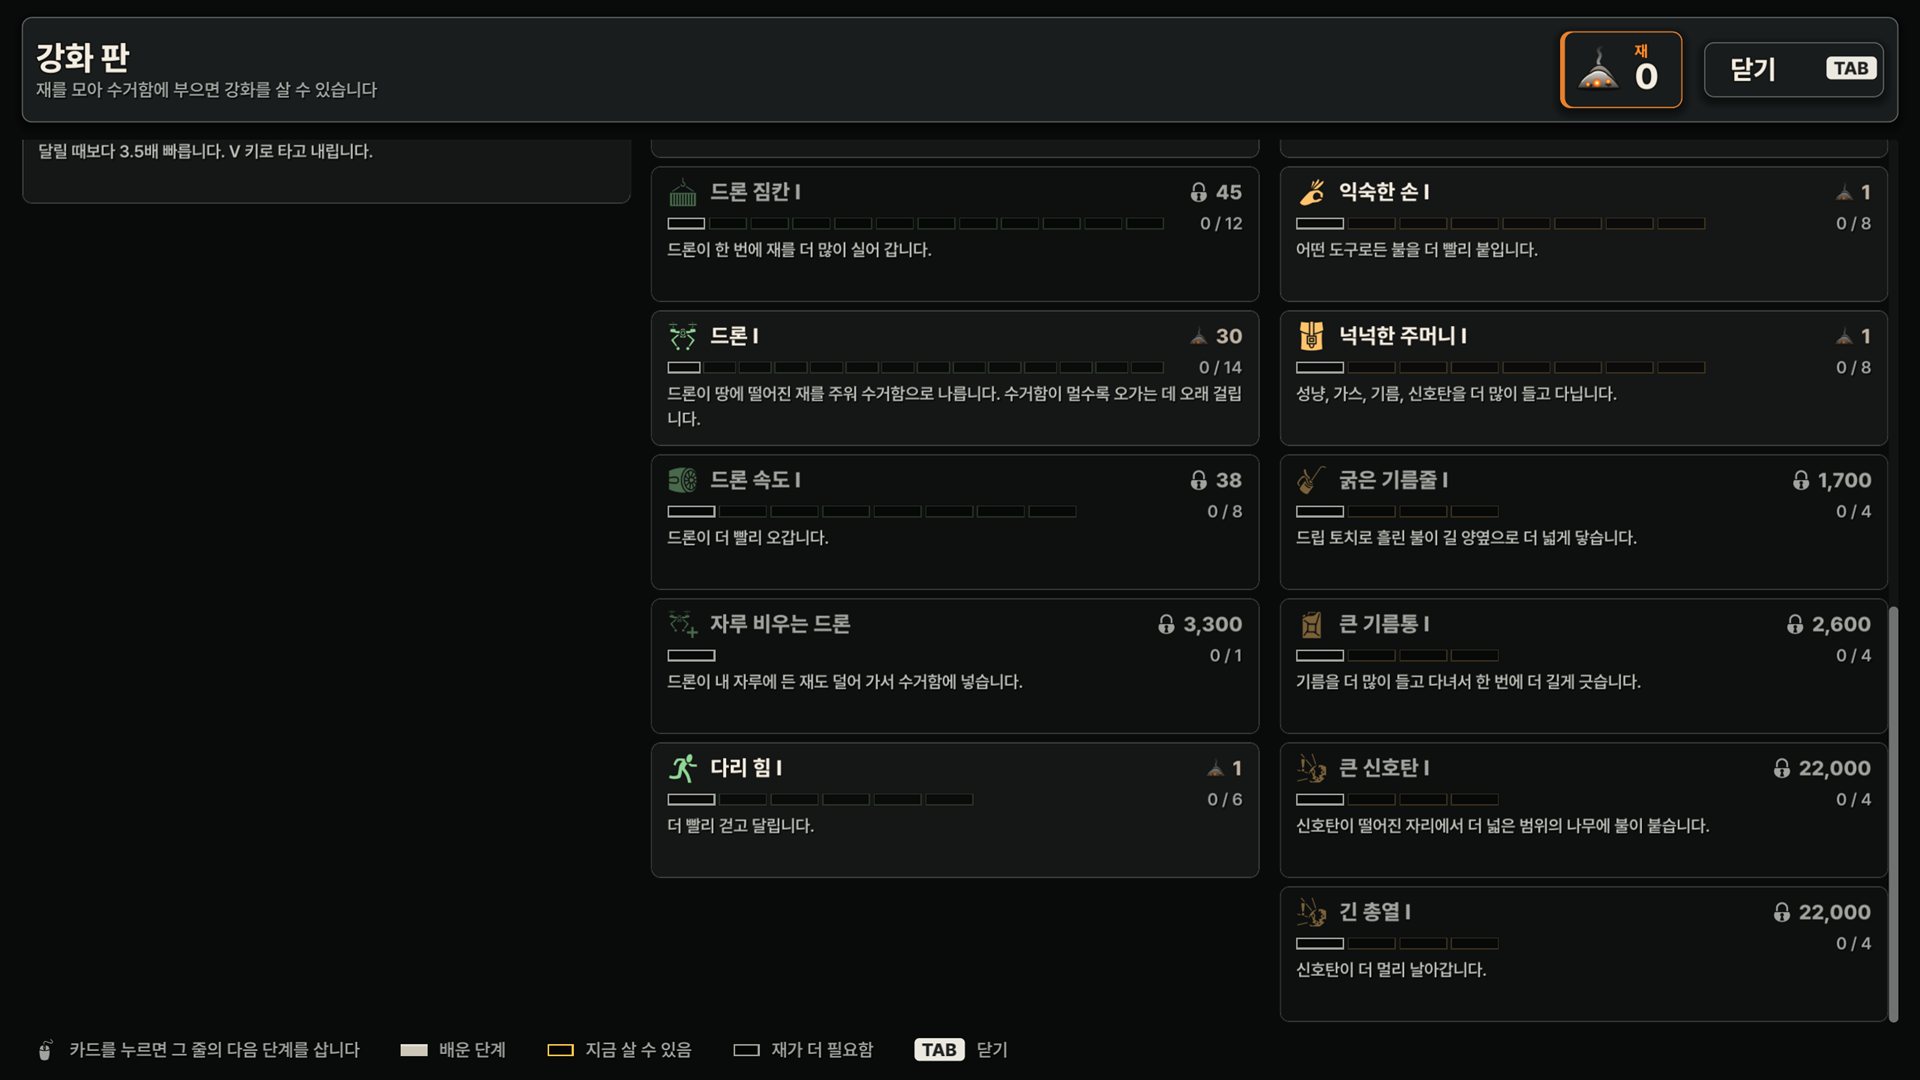 강화 판
재를 모아 수거함에 부으면 강화를 살 수 있습니다
재
0
닫기 TAB
달릴 때보다 3.5배 빠릅니다. V 키로 타고 내립니다.
드론 짐칸 I 45
0 / 12
드론이 한 번에 재를 더 많이 실어 갑니다.
드론 I 30
0 / 14
드론이 땅에 떨어진 재를 주워 수거함으로 나릅니다. 수거함이 멀수록 오가는 데 오래 걸립
니다.
드론 속도 I 38
0 / 8
드론이 더 빨리 오갑니다.
자루 비우는 드론 3,300
0 / 1
드론이 내 자루에 든 재도 덜어 가서 수거함에 넣습니다.
다리 힘 I 1
0 / 6
더 빨리 걷고 달립니다.
익숙한 손 I 1
0 / 8
어떤 도구로든 불을 더 빨리 붙입니다.
넉넉한 주머니 I 1
0 / 8
성냥, 가스, 기름, 신호탄을 더 많이 들고 다닙니다.
굵은 기름줄 I 1,700
0 / 4
드립 토치로 흘린 불이 길 양옆으로 더 넓게 닿습니다.
큰 기름통 I 2,600
0 / 4
기름을 더 많이 들고 다녀서 한 번에 더 길게 긋습니다.
큰 신호탄 I 22,000
0 / 4
신호탄이 떨어진 자리에서 더 넓은 범위의 나무에 불이 붙습니다.
긴 총열 I 22,000
0 / 4
신호탄이 더 멀리 날아갑니다.
카드를 누르면 그 줄의 다음 단계를 삽니다 배운 단계 지금 살 수 있음 재가 더 필요함 TAB 닫기